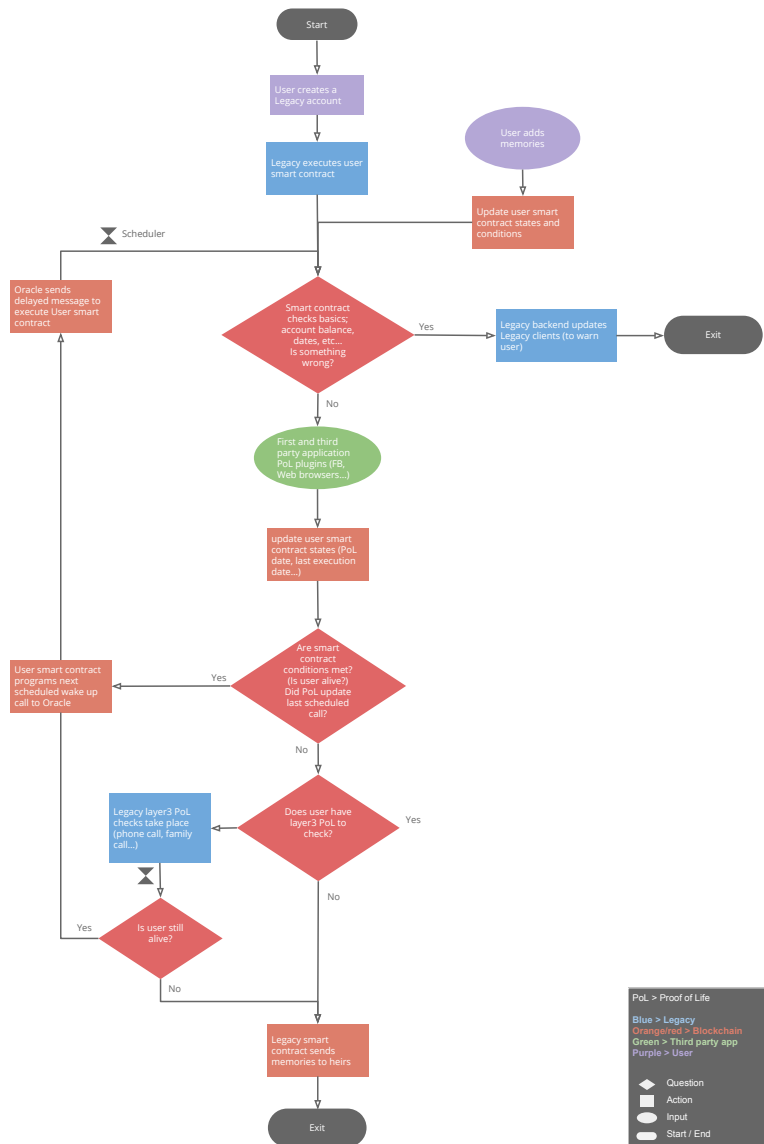 Start
User creates a
Legacy account
User adds
memories
Legacy executes user
smart contract
Update user smart
contract states and
conditions
Scheduler
Oracle sends
delayed message to
execute User smart
contract
Smart contract
checks basics;
account balance,
dates, etc...
Is something
wrong?
Yes
Legacy backend updates
Legacy clients (to warn
user)
Exit
No
First and third
party application
PoL plugins (FB,
Web browsers...)
update user smart
contract states (PoL
date, last execution
date...)
Are smart
contract
conditions met?
(Is user alive?)
Did PoL update
last scheduled
call?
Yes
User smart contract
programs next
scheduled wake up
call to Oracle
No
Does user have
layer3 PoL to
check?
Yes
Legacy layer3 PoL
checks take place
(phone call, family
call...)
No
Is user still
alive?
Yes
No
Legacy smart
contract sends
memories to heirs
Exit
PoL > Proof of Life
Blue > Legacy
Orange/red > Blockchain
Green > Third party app
Purple > User
Question
Action
Input
Start / End